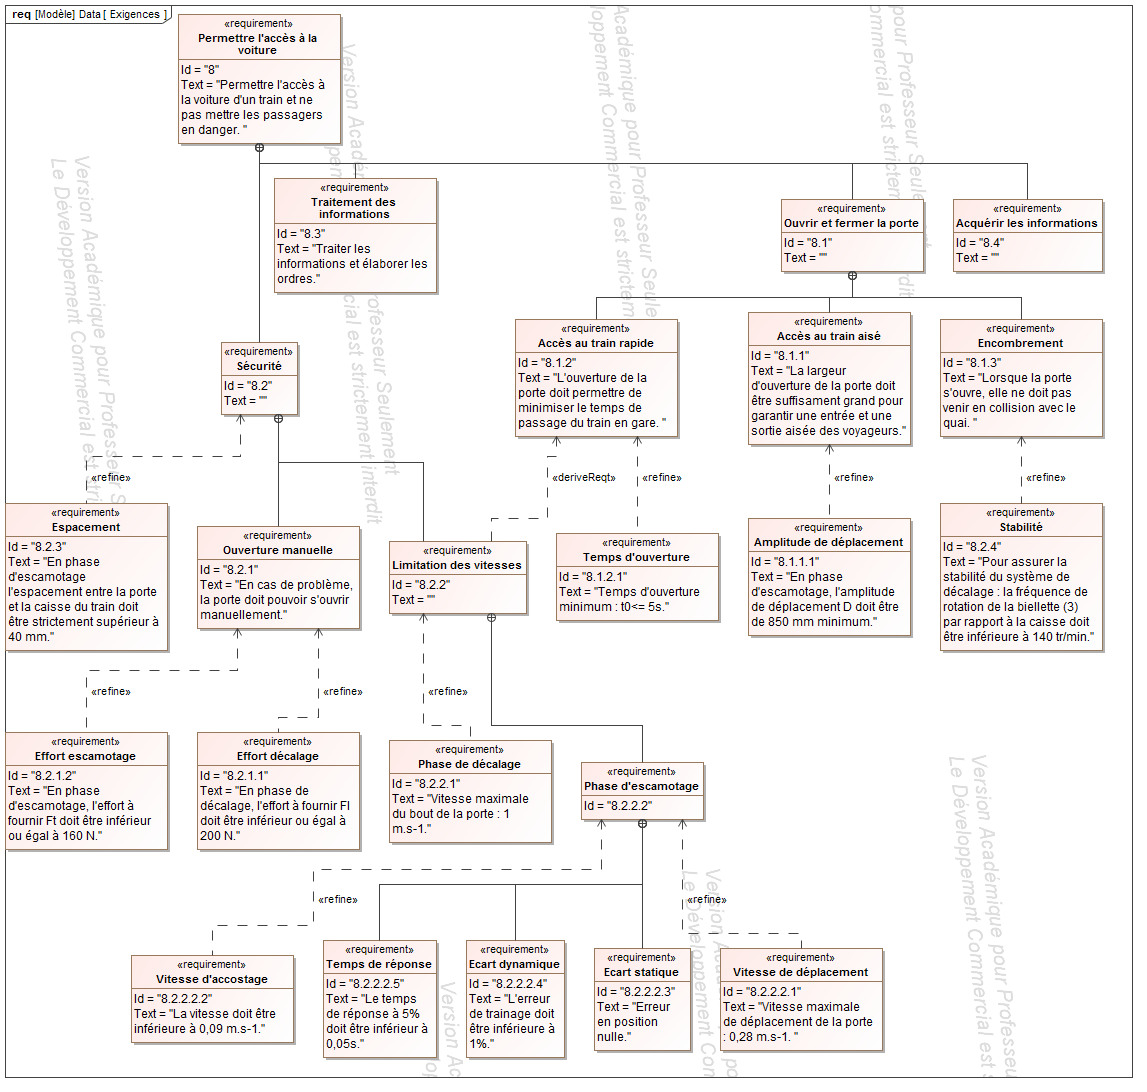 req [Modèle] Data [ Exigences ]
«requirement»
Permettre l'accès à la
voiture
Id = "8"
Text = "Permettre l'accès à
la voiture d'un train et ne
pas mettre les passagers
en danger. "
«requirement»
Traitement des
informations
Id = "8.3"
Text = "Traiter les
informations et élaborer les
ordres."
«requirement»
Ouvrir et fermer la porte
Id = "8.1"
Text = ""
«requirement»
Acquérir les informations
Id = "8.4"
Text = ""
«requirement»
Sécurité
Id = "8.2"
Text = ""
«requirement»
Accès au train rapide
Id = "8.1.2"
Text = "L'ouverture de la
porte doit permettre de
minimiser le temps de
passage du train en gare. "
«requirement»
Accès au train aisé
Id = "8.1.1"
Text = "La largeur
d'ouverture de la porte doit
être suffisament grand pour
garantir une entrée et une
sortie aisée des voyageurs."
«requirement»
Encombrement
Id = "8.1.3"
Text = "Lorsque la porte
s'ouvre, elle ne doit pas
venir en collision avec le
quai. "
«refine»
«deriveReqt»
«refine»
«refine»
«refine»
«requirement»
Espacement
Id = "8.2.3"
Text = "En phase
d'escamotage
l'espacement entre la porte
et la caisse du train doit
être strictement supérieur à
40 mm."
«requirement»
Ouverture manuelle
Id = "8.2.1"
Text = "En cas de problème,
la porte doit pouvoir s'ouvrir
manuellement."
«requirement»
Limitation des vitesses
Id = "8.2.2"
Text = ""
«requirement»
Temps d'ouverture
Id = "8.1.2.1"
Text = "Temps d'ouverture
minimum : t0<= 5s."
«requirement»
Amplitude de déplacement
Id = "8.1.1.1"
Text = "En phase
d'escamotage, l'amplitude
de déplacement D doit être
de 850 mm minimum."
«requirement»
Stabilité
Id = "8.2.4"
Text = "Pour assurer la
stabilité du système de
décalage : la fréquence de
rotation de la biellette (3)
par rapport à la caisse doit
être inférieure à 140 tr/min."
«refine»
«refine»
«refine»
«requirement»
Effort escamotage
Id = "8.2.1.2"
Text = "En phase
d'escamotage, l'effort à
fournir Ft doit être inférieur
ou égal à 160 N."
«requirement»
Effort décalage
Id = "8.2.1.1"
Text = "En phase de
décalage, l'effort à fournir Fl
doit être inférieur ou égal à
200 N."
«requirement»
Phase de décalage
Id = "8.2.2.1"
Text = "Vitesse maximale
du bout de la porte : 1
m.s-1."
«requirement»
Phase d'escamotage
Id = "8.2.2.2"
«refine»
«refine»
«requirement»
Vitesse d'accostage
Id = "8.2.2.2.2"
Text = "La vitesse doit être
inférieure à 0,09 m.s-1."
«requirement»
Temps de réponse
Id = "8.2.2.2.5"
Text = "Le temps
de réponse à 5%
doit être inférieur à
0,05s."
«requirement»
Ecart dynamique
Id = "8.2.2.2.4"
Text = "L'erreur
de trainage doit
être inférieure à
1%."
«requirement»
Ecart statique
Id = "8.2.2.2.3"
Text = "Erreur
en position
nulle."
«requirement»
Vitesse de déplacement
Id = "8.2.2.2.1"
Text = "Vitesse maximale
de déplacement de la porte
: 0,28 m.s-1. "